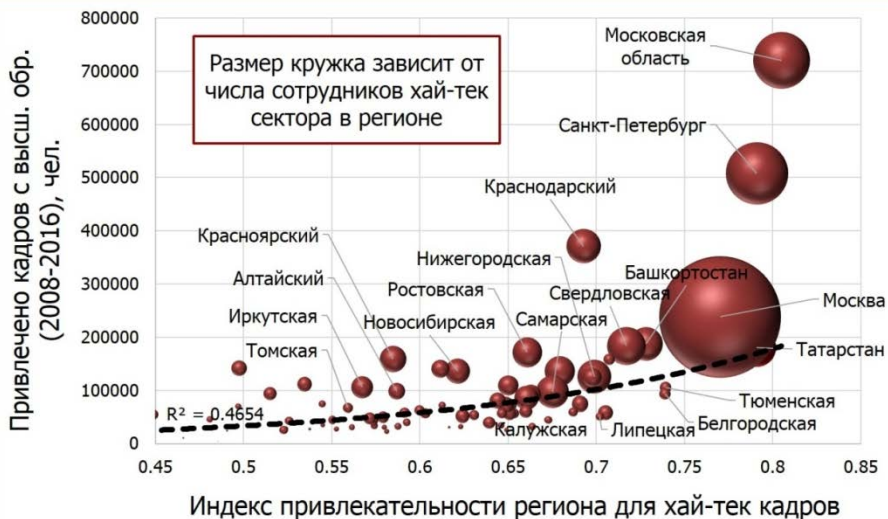 Привлечено кадров с высш. обр.
(2008-2016), чел.
800000
700000
600000
500000
400000
300000
200000
100000
0
Размер кружка зависит от
числа сотрудников хай-тек
сектора в регионе
Московская
область
Санкт-Петербург
Краснодарский
Красноярский
Нижегородская
Башкортостан
Алтайский
Ростовская
Свердловская
Москва
Иркутская
Новосибирская
Самарская
Томская
Татарстан
Тюменская
R² = 0.4654
Калужская
Липецкая
Белгородская
0.45
0.5
0.55
0.6
0.65
0.7
0.75
0.8
0.85
Индекс привлекательности региона для хай-тек кадров